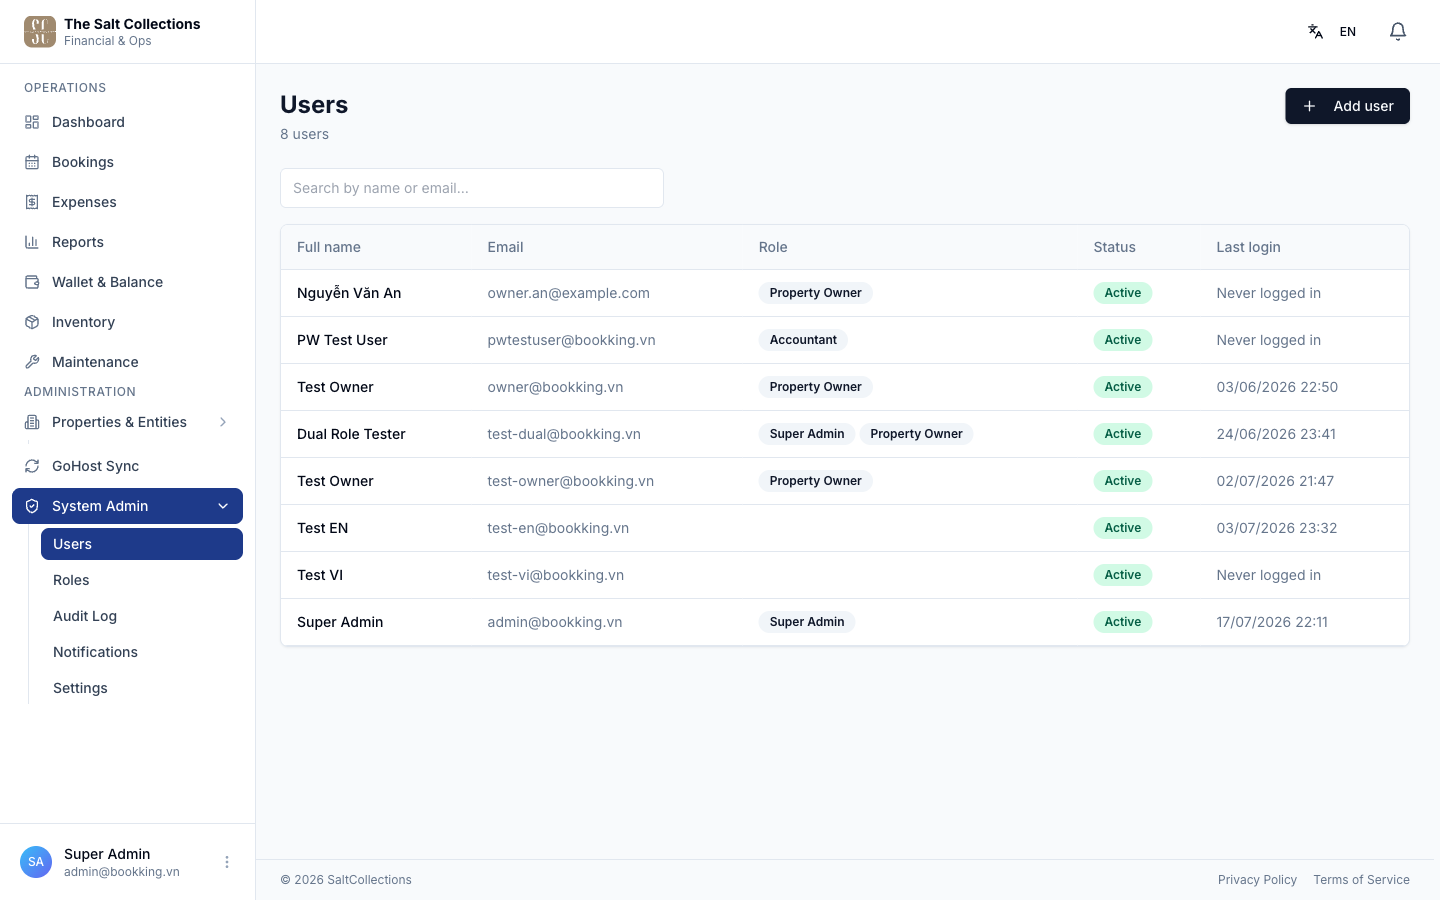 The Salt Collections
Financial & Ops
EN
OPERATIONS
Dashboard
Bookings
Expenses
Reports
Wallet & Balance
Inventory
Maintenance
ADMINISTRATION
Properties & Entities
GoHost Sync
System Admin
Users
Roles
Audit Log
Notifications
Settings
Super Admin
SA
admin@bookking.vn
Users
8 users
Add user
Search by name or email...
Full name Email Role Status Last login
Nguyễn Văn An owner.an@example.com Property Owner Active Never logged in
PW Test User pwtestuser@bookking.vn Accountant Active Never logged in
Test Owner owner@bookking.vn Property Owner Active 03/06/2026 22:50
Dual Role Tester test-dual@bookking.vn Super Admin Property Owner Active 24/06/2026 23:41
Test Owner test-owner@bookking.vn Property Owner Active 02/07/2026 21:47
Test EN test-en@bookking.vn Active 03/07/2026 23:32
Test VI test-vi@bookking.vn Active Never logged in
Super Admin admin@bookking.vn Super Admin Active 17/07/2026 22:11
© 2026 SaltCollections
Privacy Policy Terms of Service